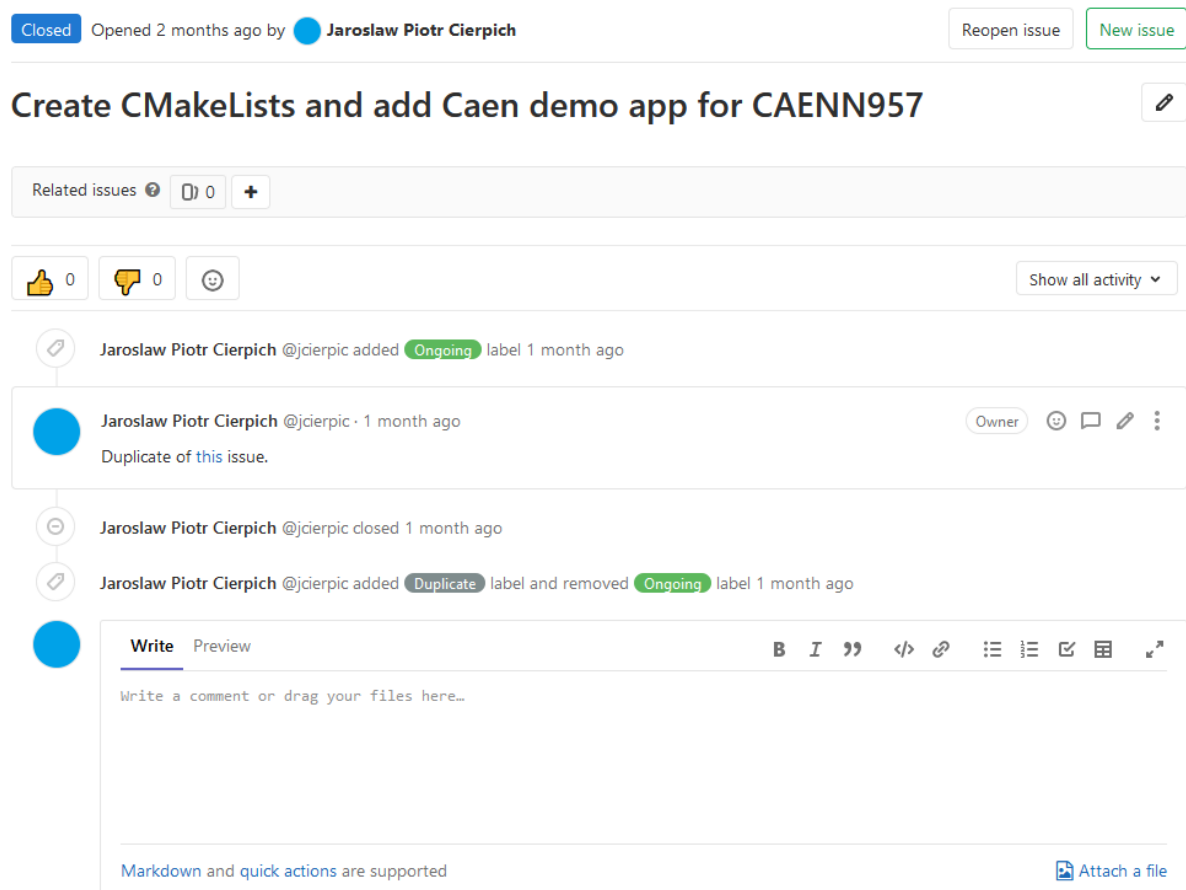 Closed Opened 2 months ago by Jaroslaw Piotr Cierpich Reopen issue New issue
Create CMakeLists and add Caen demo app for CAENN957
Related issues 0
0 0 Show all activity
Jaroslaw Piotr Cierpich @jcierpic added Ongoing label 1 month ago
Jaroslaw Piotr Cierpich @jcierpic · 1 month ago Owner
Duplicate of this issue.
Jaroslaw Piotr Cierpich @jcierpic closed 1 month ago
Jaroslaw Piotr Cierpich @jcierpic added Duplicate label and removed Ongoing label 1 month ago
Write Preview
Write a comment or drag your files here…
Markdown and quick actions are supported Attach a file